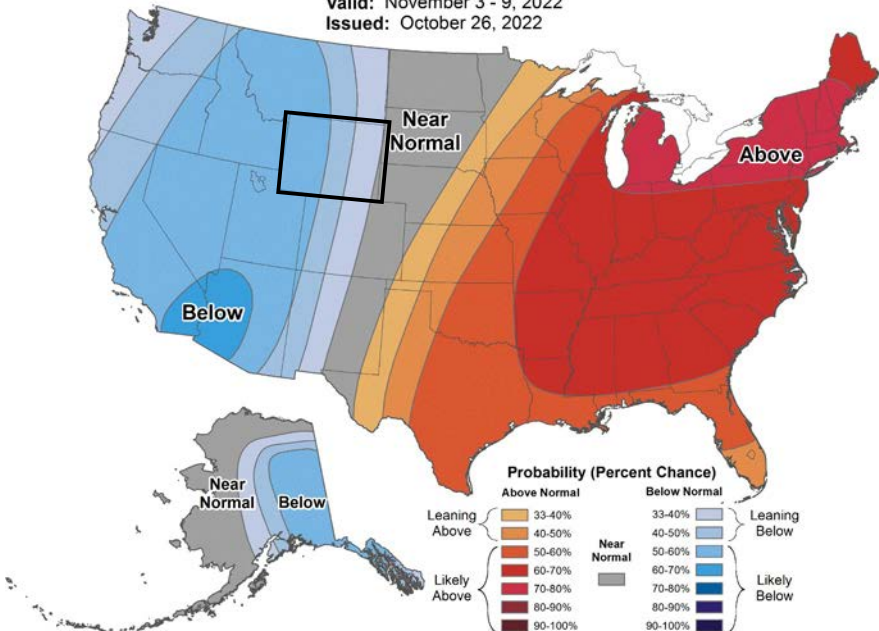 Valid: November 3 - 9, 2022
Issued: October 26, 2022
Near
Normal
Above
Below
Near
Normal
Below
Probability (Percent Chance)
Above Normal
Below Normal
Leaning
Above
33-40%
40-50%
Likely
Above
50-60%
60-70%
70-80%
80-90%
90-100%
Near
Normal
33-40%
40-50%
Leaning
Below
50-60%
60-70%
70-80%
80-90%
90-100%
Likely
Below